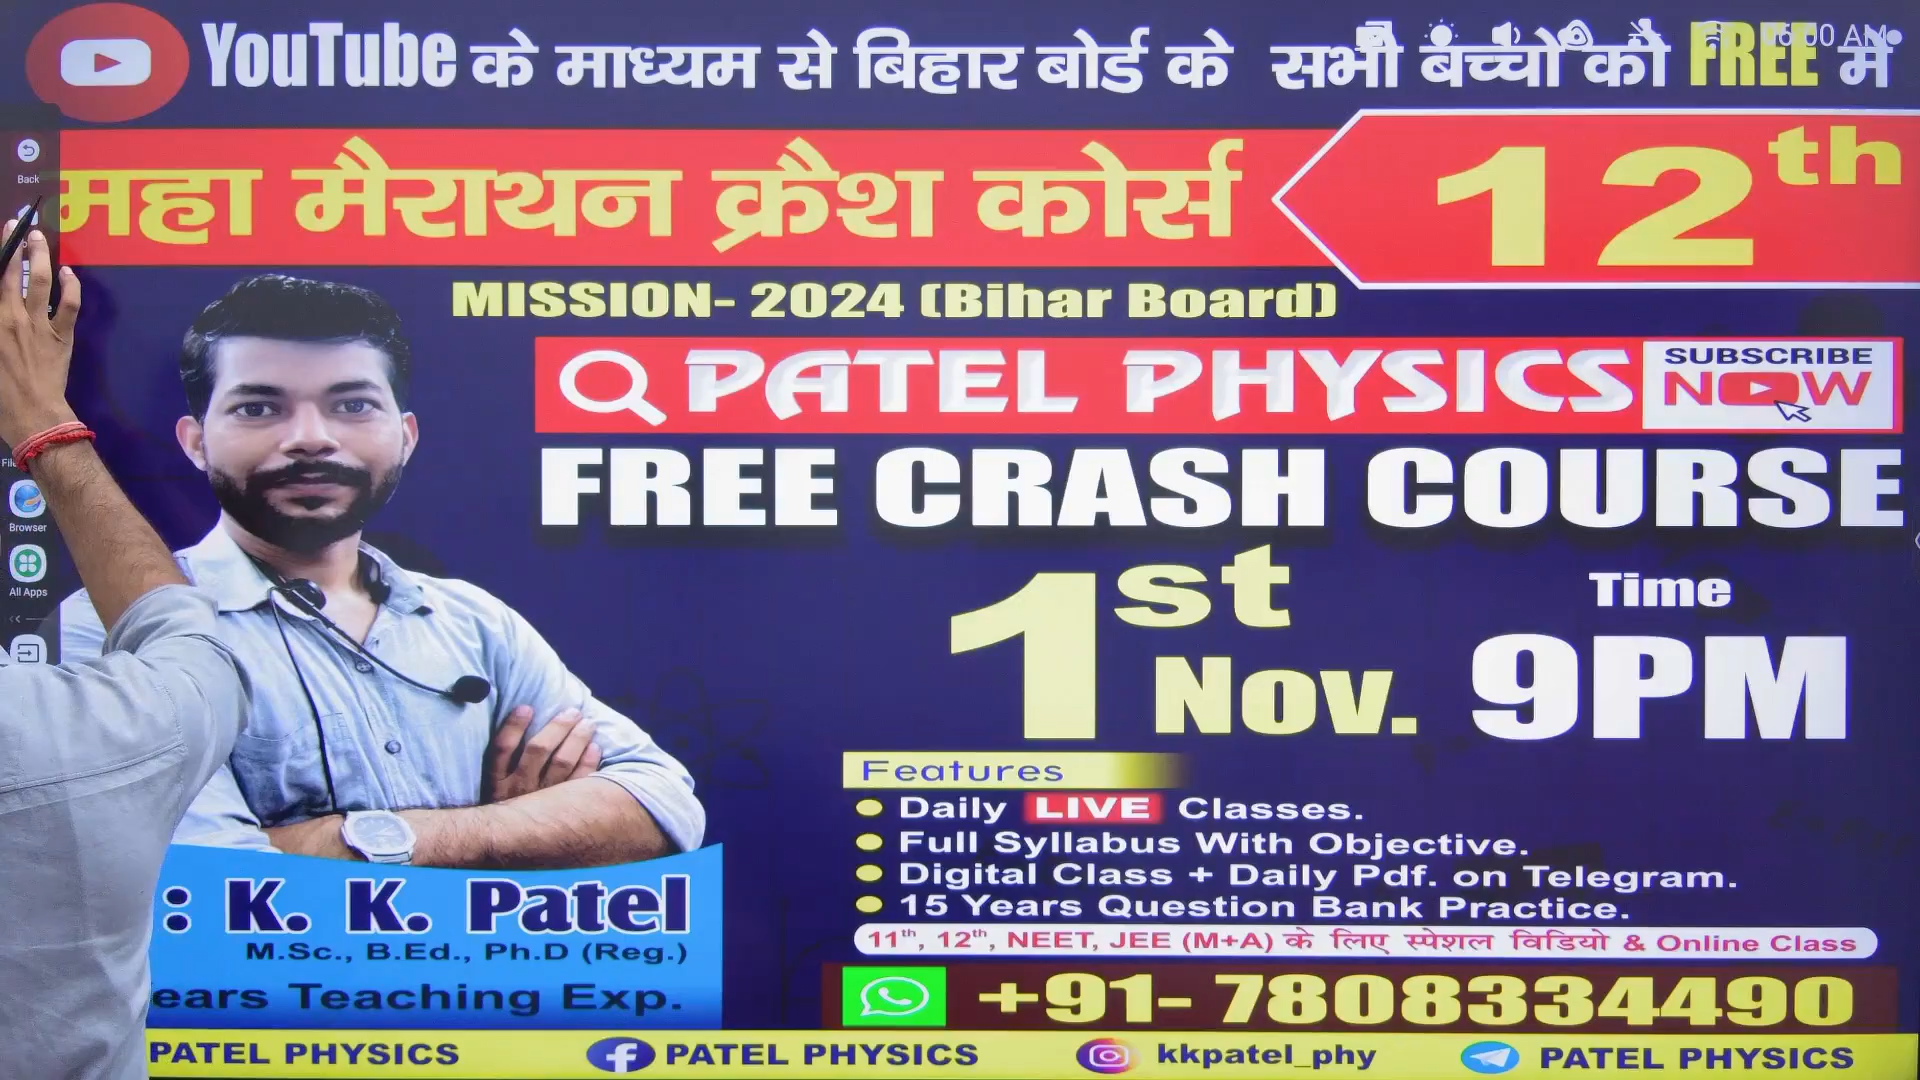 YouTube के माध्यम से बिहार बोर्ड के सभी बच्चों को FREE में
06:00 AM
Back
महा मैराथन क्रैश कोर्स
12th
MISSION- 2024 (Bihar Board)
PATEL PHYSICS
SUBSCRIBE
NOW
FREE CRASH COURSE
1st Nov.
Time
9PM
Browser
All Apps
Features
Daily LIVE Classes.
Full Syllabus With Objective.
Digital Class + Daily Pdf. on Telegram.
15 Years Question Bank Practice.
11th, 12th, NEET, JEE (M+A) के लिए स्पेशल विडियो & Online Class
: K. K. Patel
M.Sc., B.Ed., Ph.D (Reg.)
ears Teaching Exp.
+91- 7808334490
PATEL PHYSICS
PATEL PHYSICS
kkpatel_phy
PATEL PHYSICS